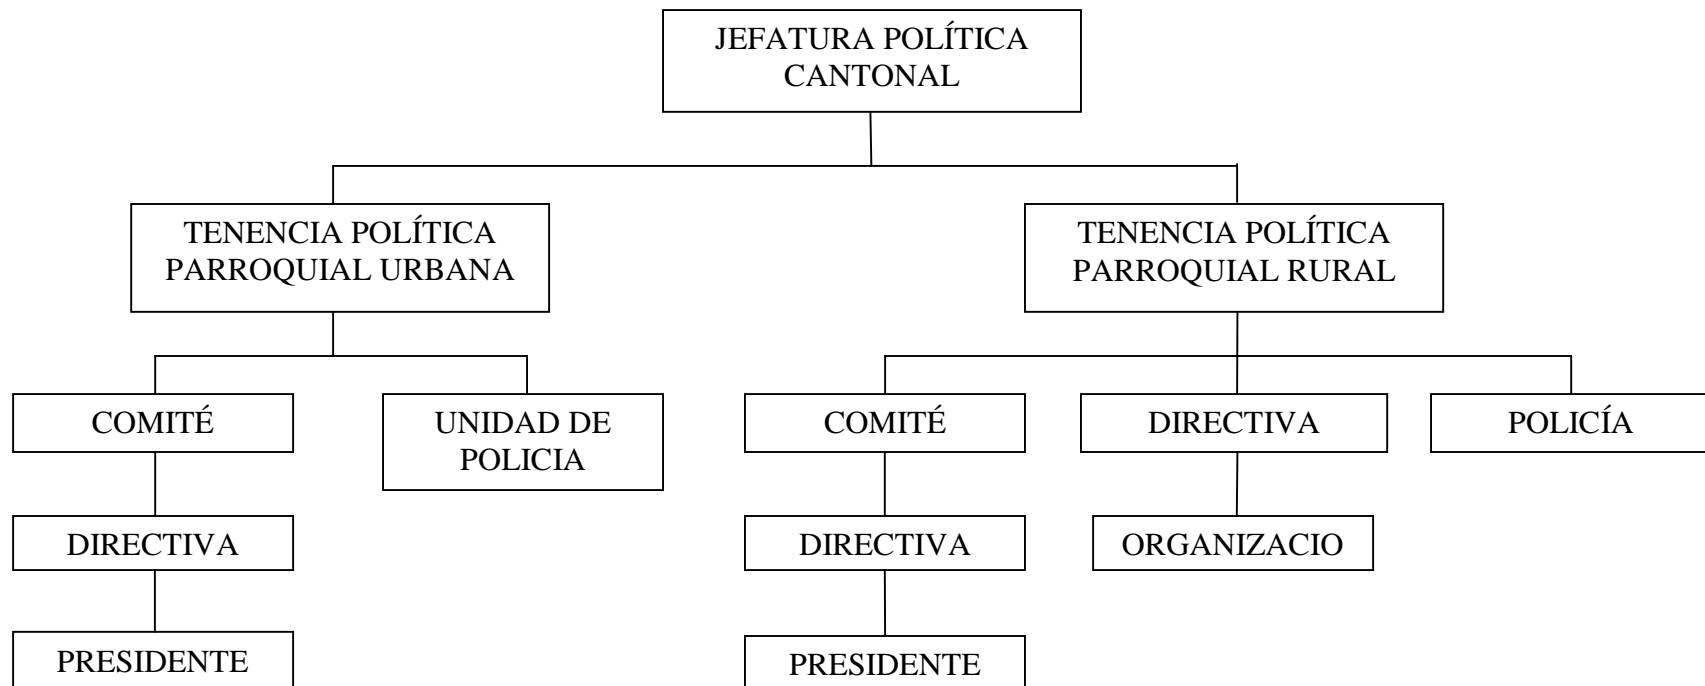 JEFATURA POLÍTICA
CANTONAL
TENENCIA POLÍTICA
PARROQUIAL URBANA
TENENCIA POLÍTICA
PARROQUIAL RURAL
COMITÉ
UNIDAD DE
POLICIA
COMITÉ
DIRECTIVA
POLICÍA
DIRECTIVA
DIRECTIVA
ORGANIZACIO
PRESIDENTE
PRESIDENTE